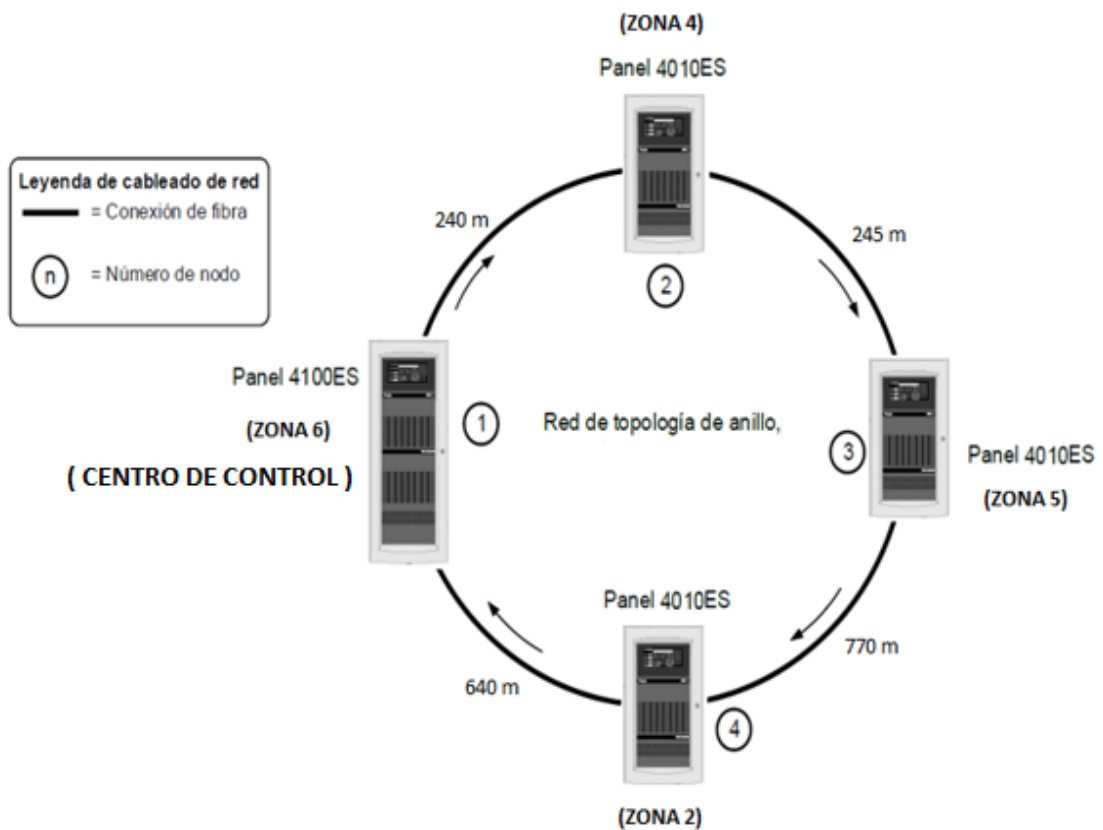 (ZONA 4)
Panel 4010ES
Leyenda de cableado de red
= Conexión de fibra
n = Número de nodo
240 m
245 m
2
Panel 4100ES
(ZONA 6)
( CENTRO DE CONTROL )
1
Red de topología de anillo,
3
Panel 4010ES
(ZONA 5)
Panel 4010ES
640 m
770 m
4
(ZONA 2)